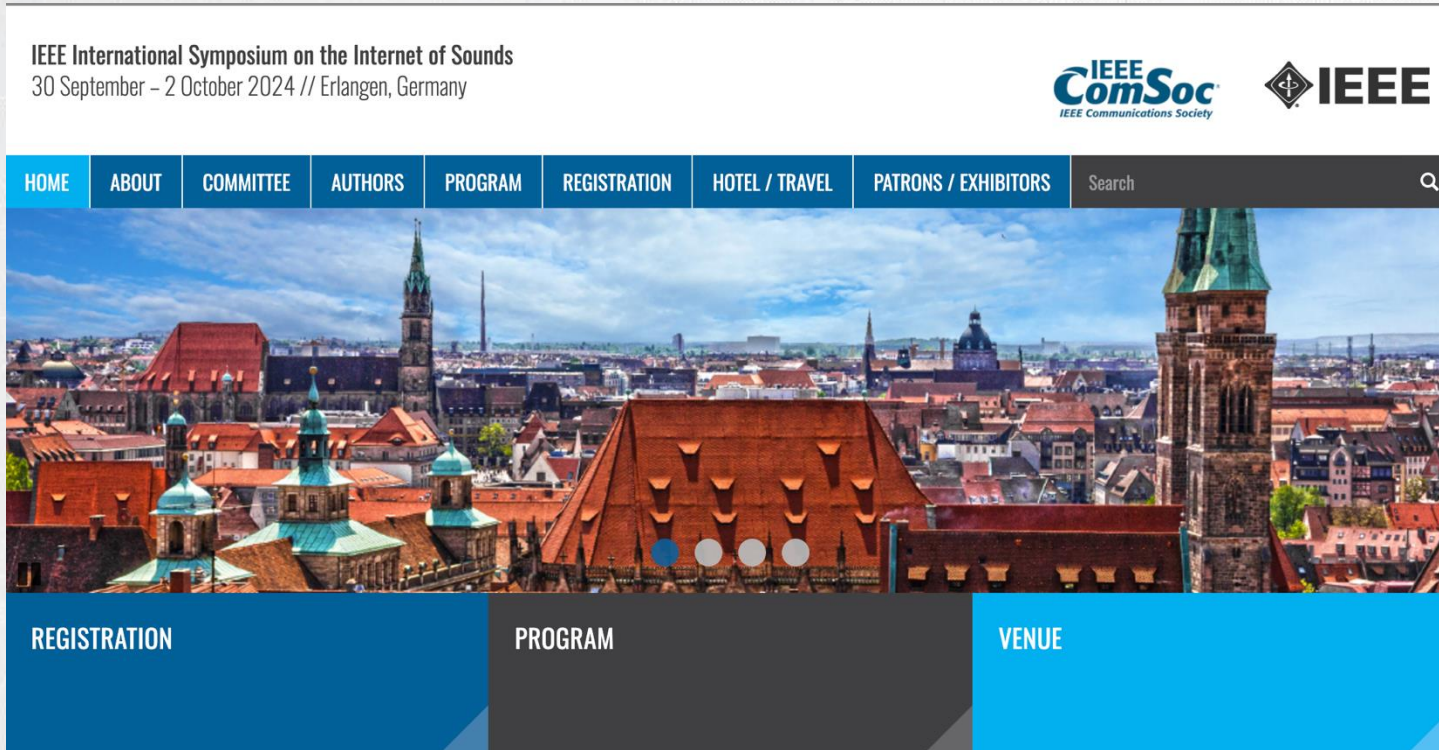 IEEE International Symposium on the Internet of Sounds
30 September – 2 October 2024 // Erlangen, Germany
IEEE
ComSoc
IEEE Communications Society
IEEE
HOME
ABOUT
COMMITTEE
AUTHORS
PROGRAM
REGISTRATION
HOTEL / TRAVEL
PATRONS / EXHIBITORS
Search
REGISTRATION
PROGRAM
VENUE